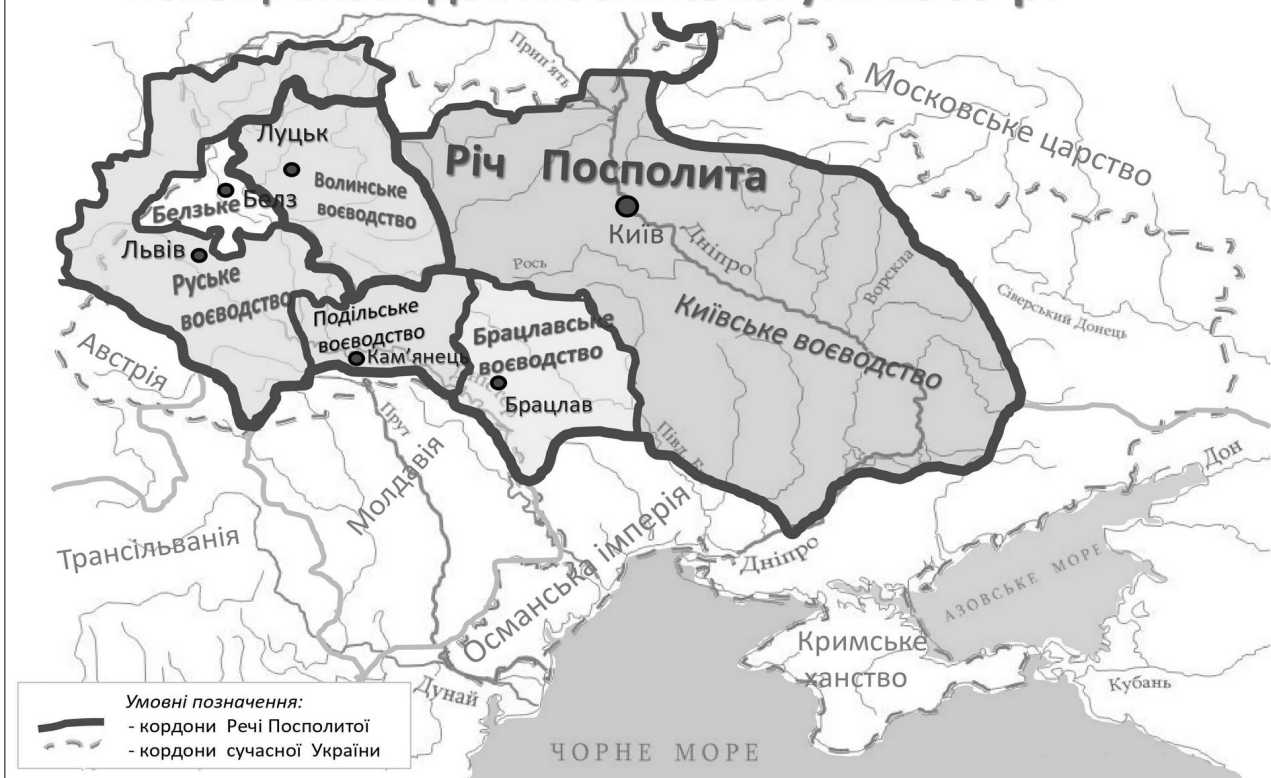 Прип'ять
Московське царство
Луцьк
Річ Посполита
Волинське
воєводство
Белзьке
Белз
Київ
Дніпро
Львів
Рось
Ворскла
Сіверський Донець
Руське
воєводство
Подільське
воєводство
Кам'янець
Брацлавське
воєводство
Київське воєводство
Австрія
Брацлав
Прут
Півд.
Молдавія
Дон
Трансільванія
Османська імперія
Дніпро
АЗОВСЬКЕ МОРЕ
Кримське
ханство
Дунай
Кубань
ЧОРНЕ МОРЕ
Умовні позначення:
- кордони Речі Посполитої
- кордони сучасної України